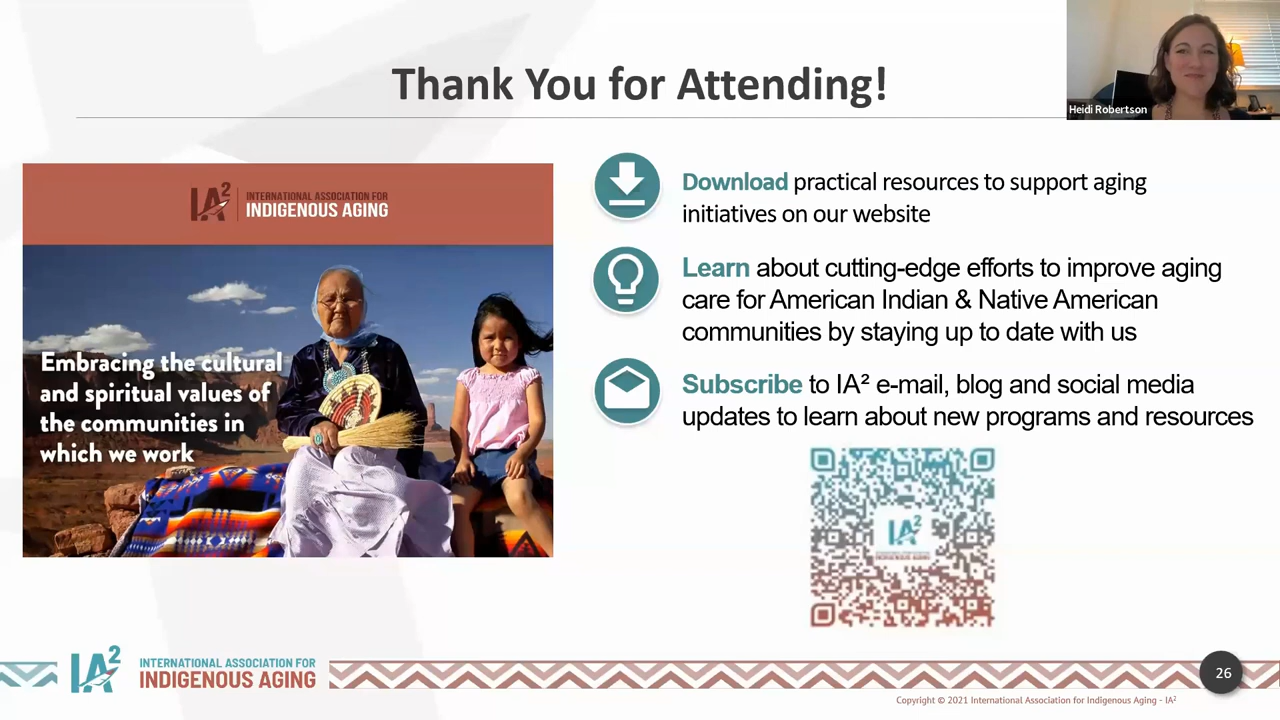 Thank You for Attending!
Heidi Robertson
IA² INTERNATIONAL ASSOCIATION FOR
INDIGENOUS AGING
Embracing the cultural
and spiritual values of
the communities in
which we work
Download practical resources to support aging
initiatives on our website
Learn about cutting-edge efforts to improve aging
care for American Indian & Native American
communities by staying up to date with us
Subscribe to IA² e-mail, blog and social media
updates to learn about new programs and resources
IA²
INDIGENOUS AGING
IA² INTERNATIONAL ASSOCIATION FOR
INDIGENOUS AGING
26
Copyright © 2021 International Association for Indigenous Aging - IA²